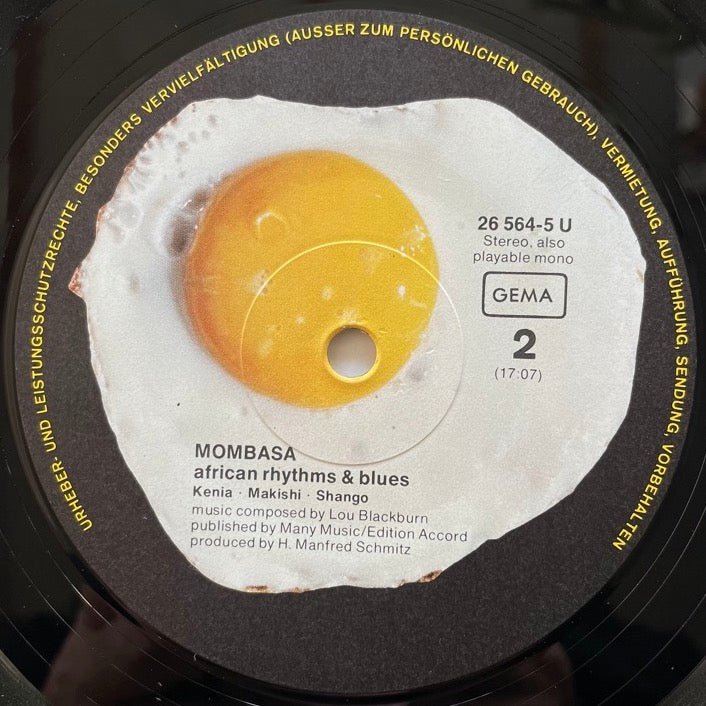 URHEBER- UND LEISTUNGSSCHUTZRECHTE, BESONDERS VERVIELFÄLTIGUNG (AUSSER ZUM PERSÖNLICHEN GEBRAUCH), VERMIETUNG, AUFFÜHRUNG, SENDUNG, VORBEHALTEN
26 564-5 U
Stereo, also
playable mono
GEMA
2
(17:07)
MOMBASA
african rhythms & blues
Kenia · Makishi · Shango
music composed by Lou Blackburn
published by Many Music/Edition Accord
produced by H. Manfred Schmitz